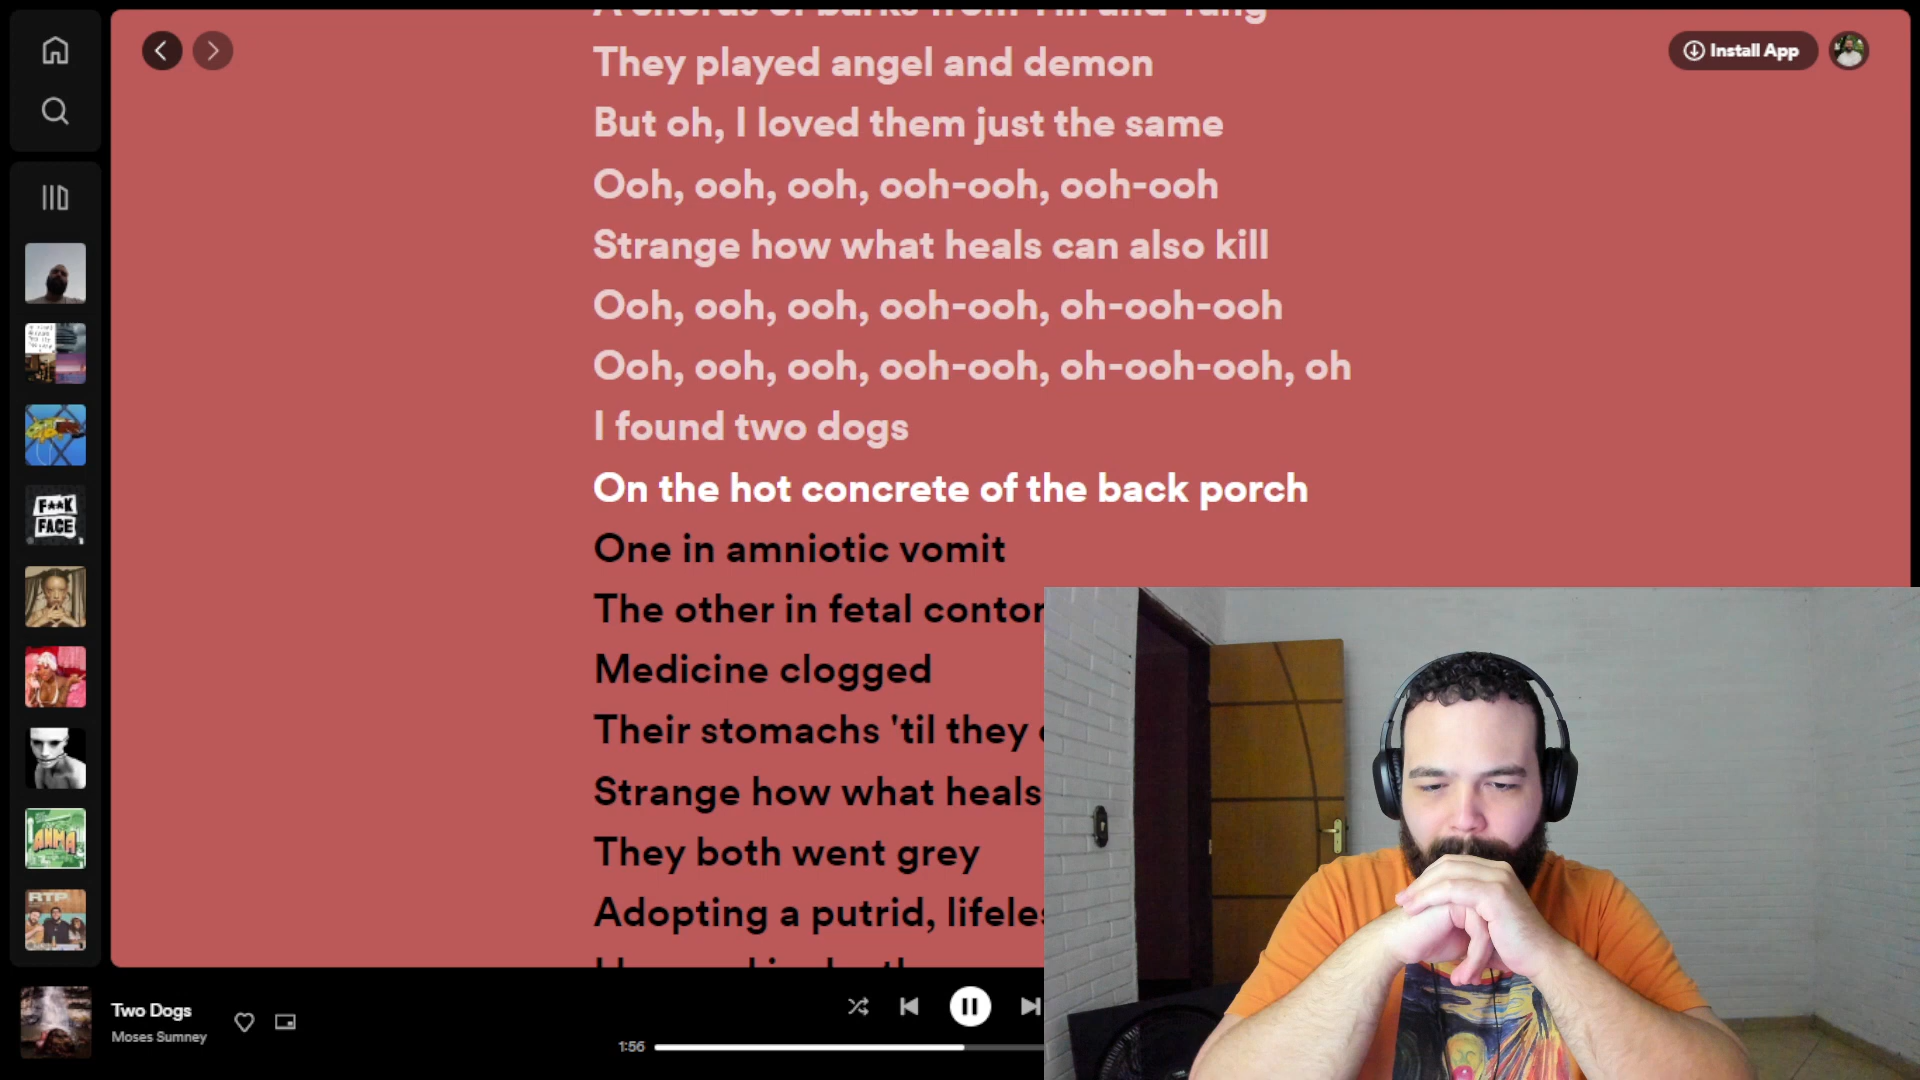 They played angel and demon
Install App
But oh, I loved them just the same
Ooh, ooh, ooh, ooh-ooh, ooh-ooh
Strange how what heals can also kill
Ooh, ooh, ooh, ooh-ooh, oh-ooh-ooh
Ooh, ooh, ooh, ooh-ooh, oh-ooh-ooh, oh
I found two dogs
On the hot concrete of the back porch
One in amniotic vomit
The other in fetal contor
Medicine clogged
Their stomachs 'til they
Strange how what heals
They both went grey
Adopting a putrid, lifeles
F**K
FACE
ANIMA
RTP
Two Dogs
Moses Sumney
1:56